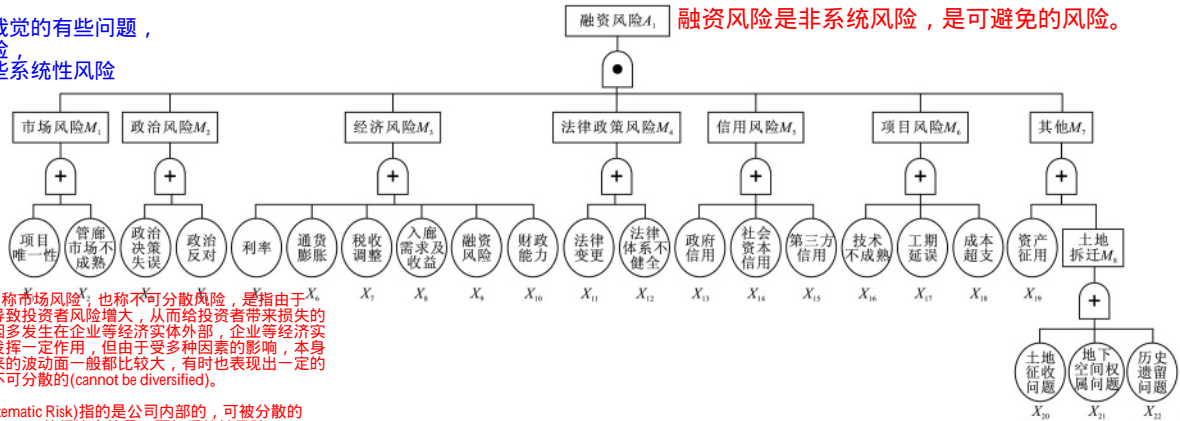 融资风险A₁
融资风险是非系统风险，是可避免的风险。
觉的有些问题，
系统性风险
市场风险M₁
政治风险M₂
经济风险M₃
法律政策风险M₄
信用风险M₅
项目风险M₆
其他M₇
+
+
+
+
+
+
+
项目
唯一性
管廊
市场不
成熟
政治
决策
失误
政治
反对
利率
通货
膨胀
税收
调整
入廊
需求及
收益
融资
风险
财政
能力
法律
变更
法律
体系不
健全
政府
信用
社会
资本
信用
第三方
信用
技术
不成熟
工期
延误
成本
超支
资产
征用
土地
拆迁M₈
X₂
X₆
X₇
X₈
X₉
X₁₀
X₁₁
X₁₂
X₁₃
X₁₄
X₁₅
X₁₆
X₁₇
X₁₈
X₁₉
+
土地
征收
问题
地下
空间权
属问题
历史
遗留
问题
X₂₀
X₂₁
X₂₂
称市场风险，也称不可分散风险，是指由于
导致投资者风险增大，从而给投资者带来损失的
因多发生在企业等经济实体外部，企业等经济实
发挥一定作用，但由于受多种因素的影响，本身
来的波动面一般都比较大，有时也表现出一定的
不可分散的(cannot be diversified)。
tematic Risk)指的是公司内部的，可被分散的